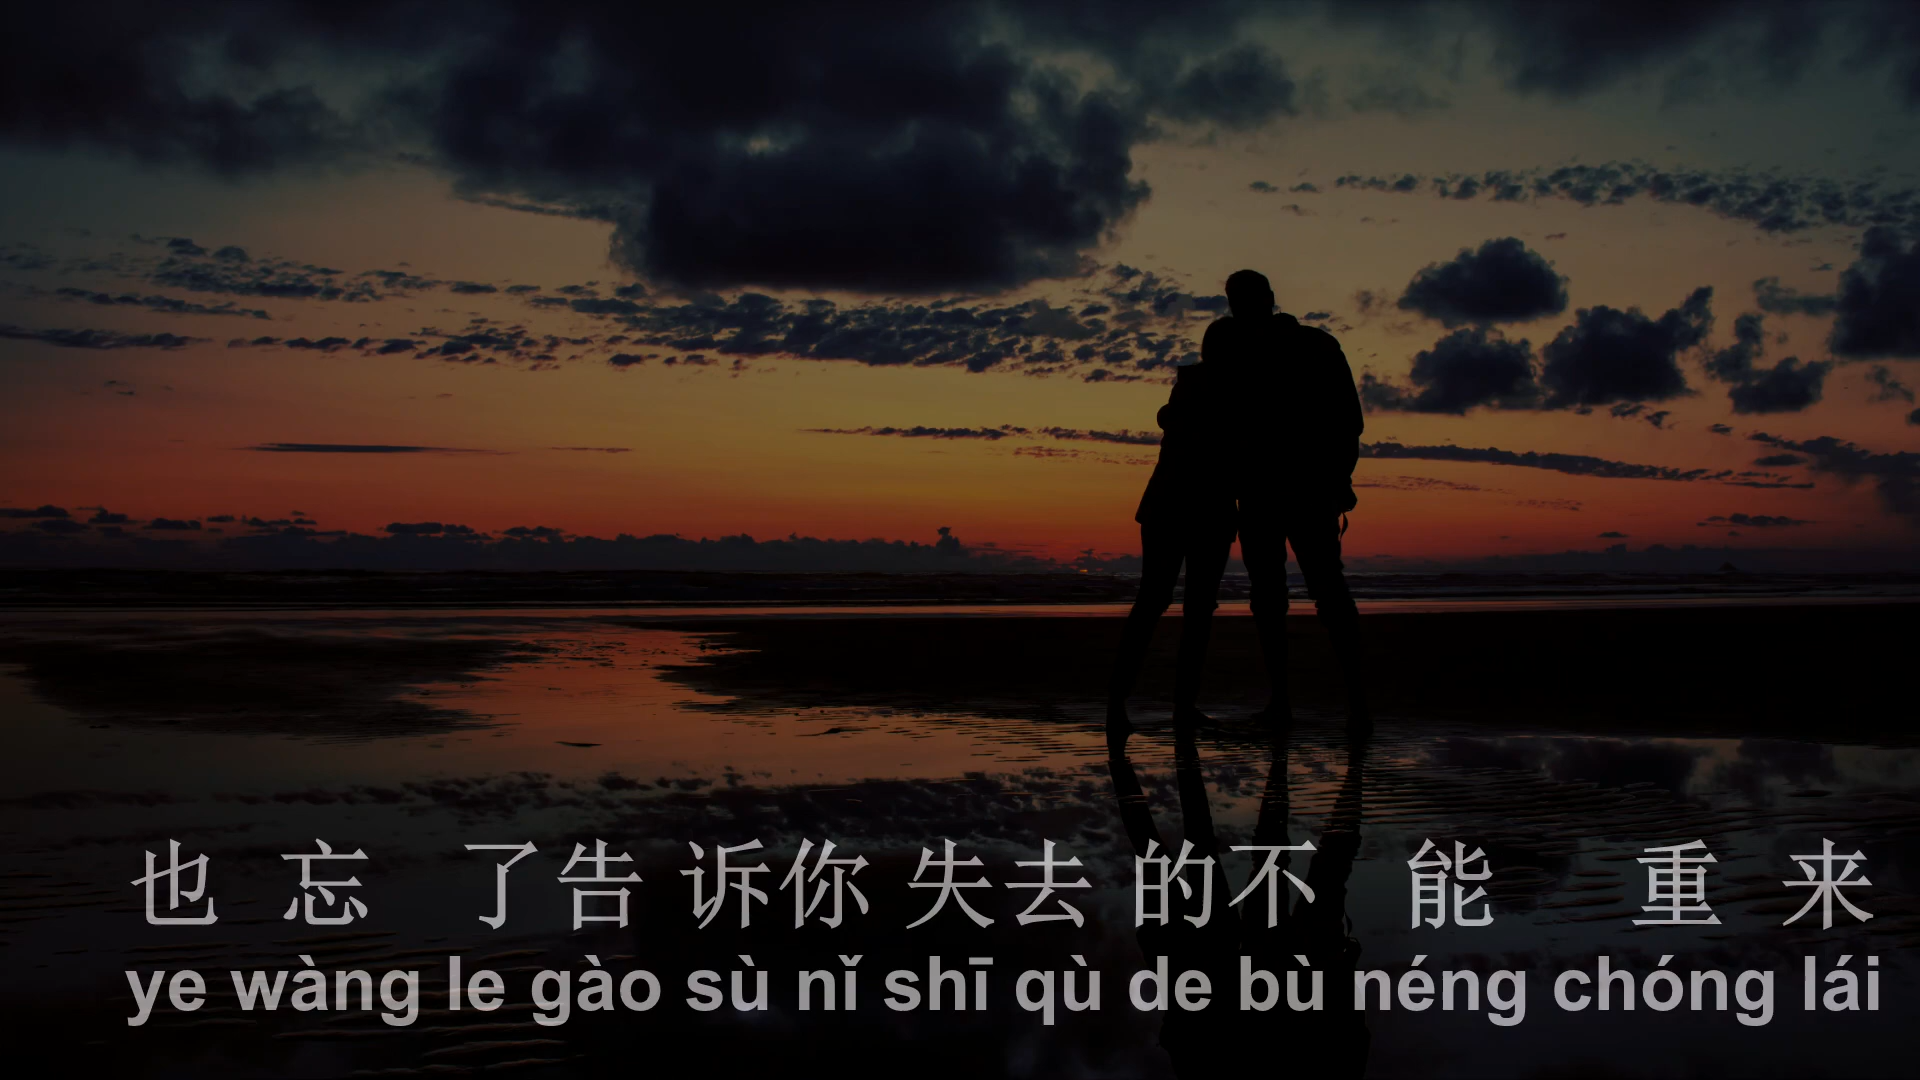 也 忘 了告 诉你 失去 的不 能 重 来
ye wàng le gào sù nǐ shī qù de bù néng chóng lái